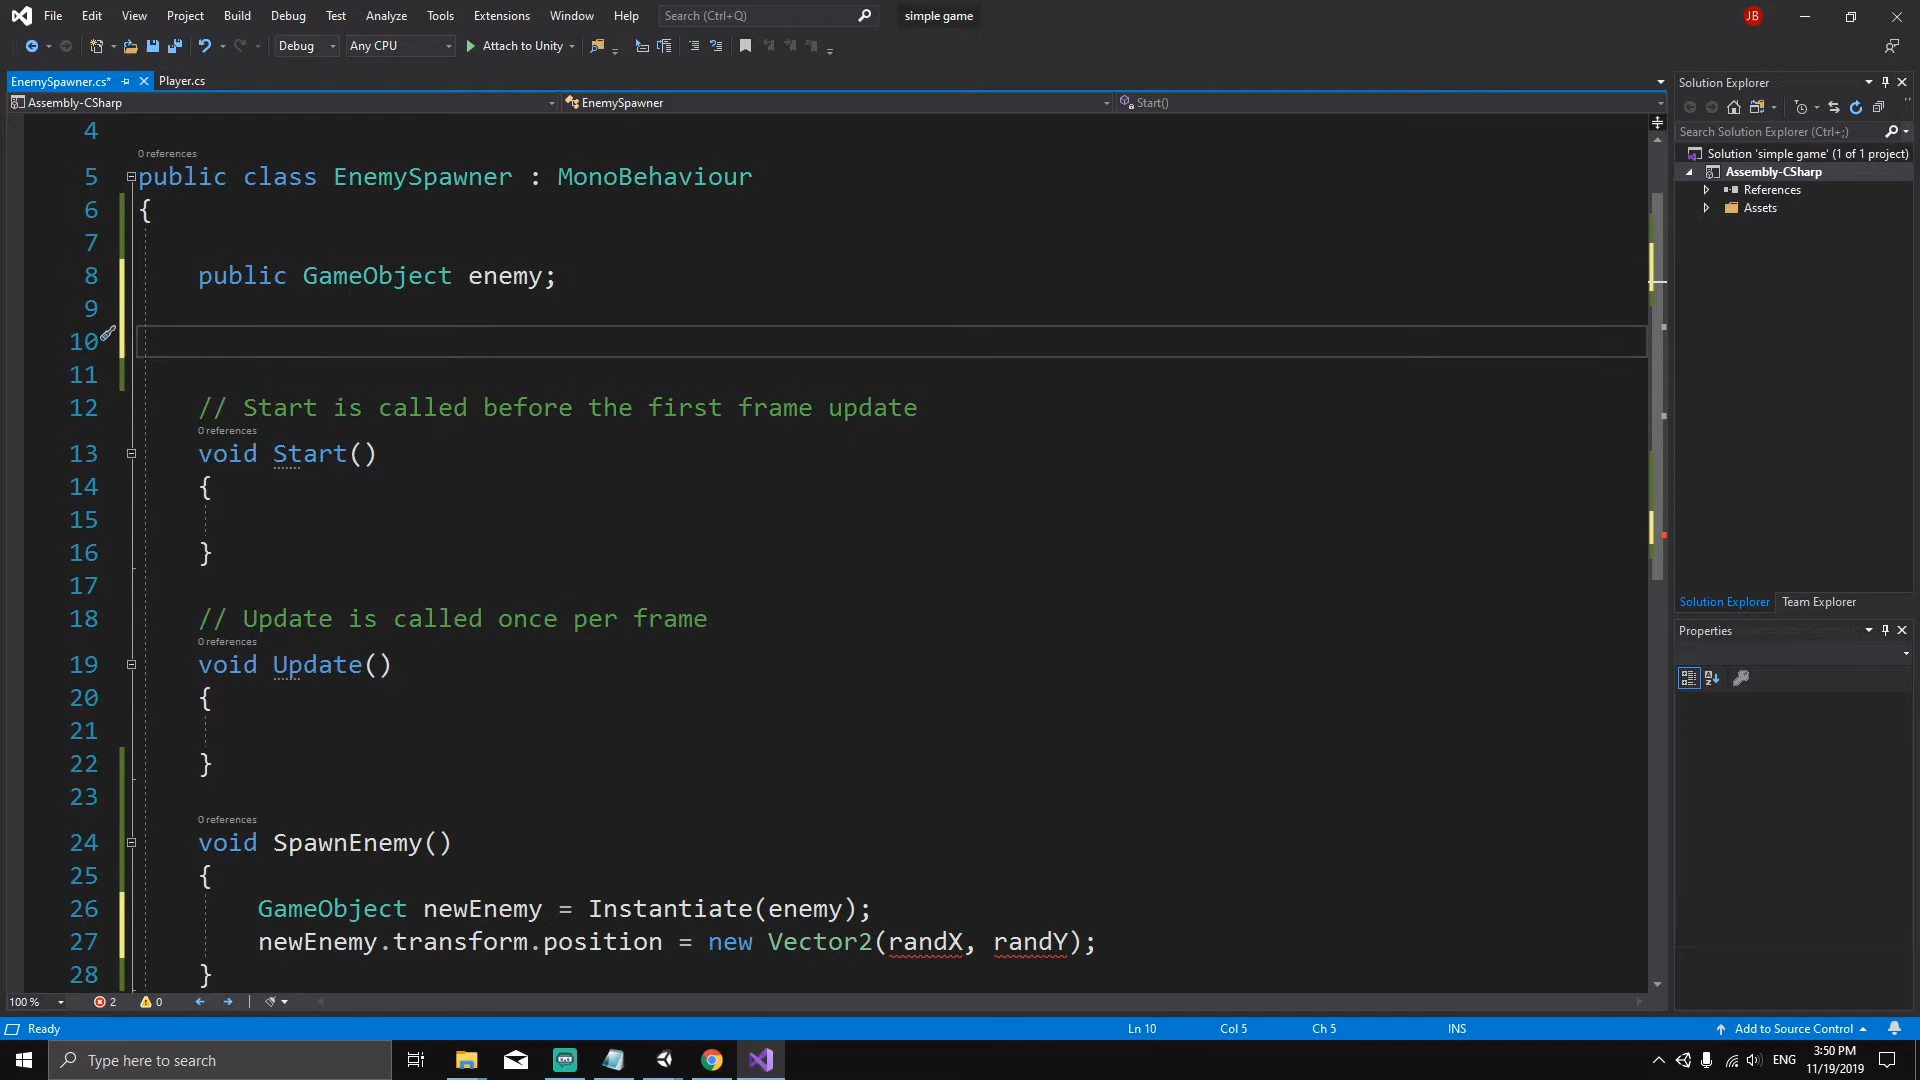 File Edit View Project Build Debug Test Analyze Tools Extensions Window Help Search (Ctrl+Q) simple game JB
Debug Any CPU Attach to Unity
EnemySpawner.cs* Player.cs
Assembly-CSharp EnemySpawner Start()
4
0 references
5 public class EnemySpawner : MonoBehaviour
6 {
7
8 public GameObject enemy;
9
10
11
12 // Start is called before the first frame update
0 references
13 void Start()
14 {
15
16 }
17
18 // Update is called once per frame
0 references
19 void Update()
20 {
21
22 }
23
0 references
24 void SpawnEnemy()
25 {
26 GameObject newEnemy = Instantiate(enemy);
27 newEnemy.transform.position = new Vector2(randX, randY);
28 }
100 % 2 0
Solution Explorer
Search Solution Explorer (Ctrl+;)
Solution 'simple game' (1 of 1 project)
Assembly-CSharp
References
Assets
Solution Explorer Team Explorer
Properties
Ready Ln 10 Col 5 Ch 5 INS Add to Source Control
Type here to search ENG 3:50 PM
11/19/2019